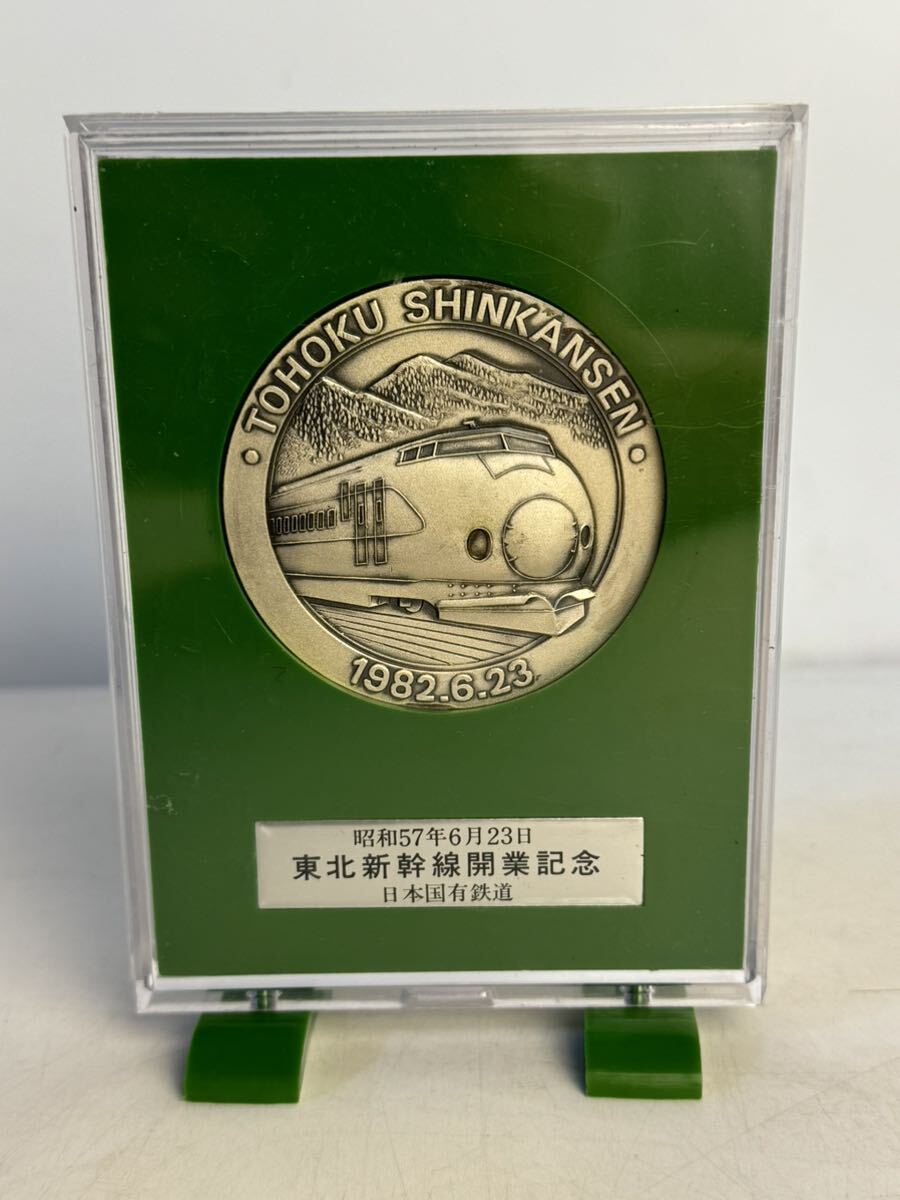 ・TOHOKU SHINKANSEN・
1982.6.23
昭和57年6月23日
東北新幹線開業記念
日本国有鉄道